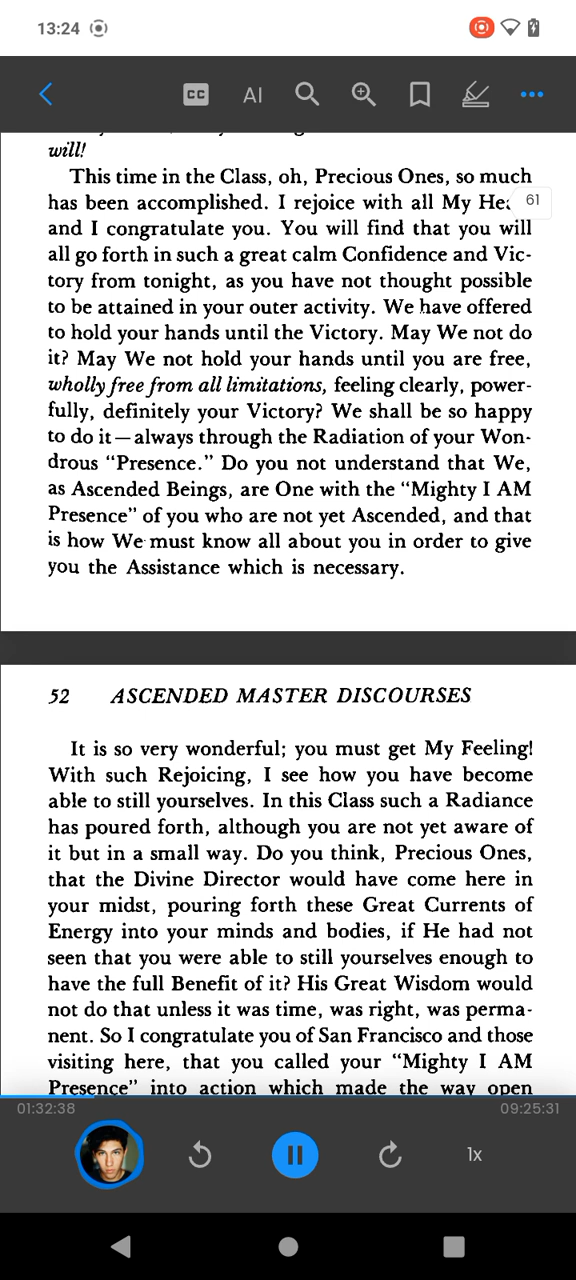 13:24
CC AI
will!
This time in the Class, oh, Precious Ones, so much
has been accomplished. I rejoice with all My
61
and I congratulate you. You will find that you will
all go forth in such a great calm Confidence and Vic-
tory from tonight, as you have not thought possible
to be attained in your outer activity. We have offered
to hold your hands until the Victory. May We not do
it? May We not hold your hands until you are free,
wholly free from all limitations, feeling clearly, power-
fully, definitely your Victory? We shall be so happy
to do it—always through the Radiation of your Won-
drous “Presence.” Do you not understand that We,
as Ascended Beings, are One with the “Mighty I AM
Presence” of you who are not yet Ascended, and that
is how We must know all about you in order to give
you the Assistance which is necessary.
52 ASCENDED MASTER DISCOURSES
It is so very wonderful; you must get My Feeling!
With such Rejoicing, I see how you have become
able to still yourselves. In this Class such a Radiance
has poured forth, although you are not yet aware of
it but in a small way. Do you think, Precious Ones,
that the Divine Director would have come here in
your midst, pouring forth these Great Currents of
Energy into your minds and bodies, if He had not
seen that you were able to still yourselves enough to
have the full Benefit of it? His Great Wisdom would
not do that unless it was time, was right, was perma-
nent. So I congratulate you of San Francisco and those
visiting here, that you called your “Mighty I AM
Presence” into action which made the way open
01:32:38 09:25:31
1x